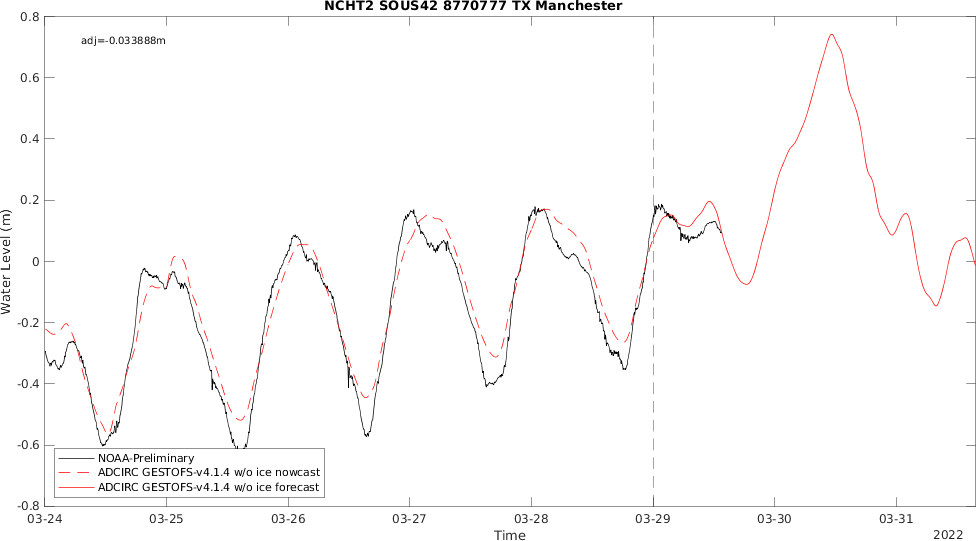 NCHT2 SOUS42 8770777 TX Manchester
adj=-0.033888m
0.8
0.6
0.4
0.2
0
-0.2
-0.4
-0.6
-0.8
Water Level (m)
NOAA-Preliminary
ADCIRC GESTOFS-v4.1.4 w/o ice nowcast
ADCIRC GESTOFS-v4.1.4 w/o ice forecast
03-24 03-25 03-26 03-27 03-28 03-29 03-30 03-31
Time
2022